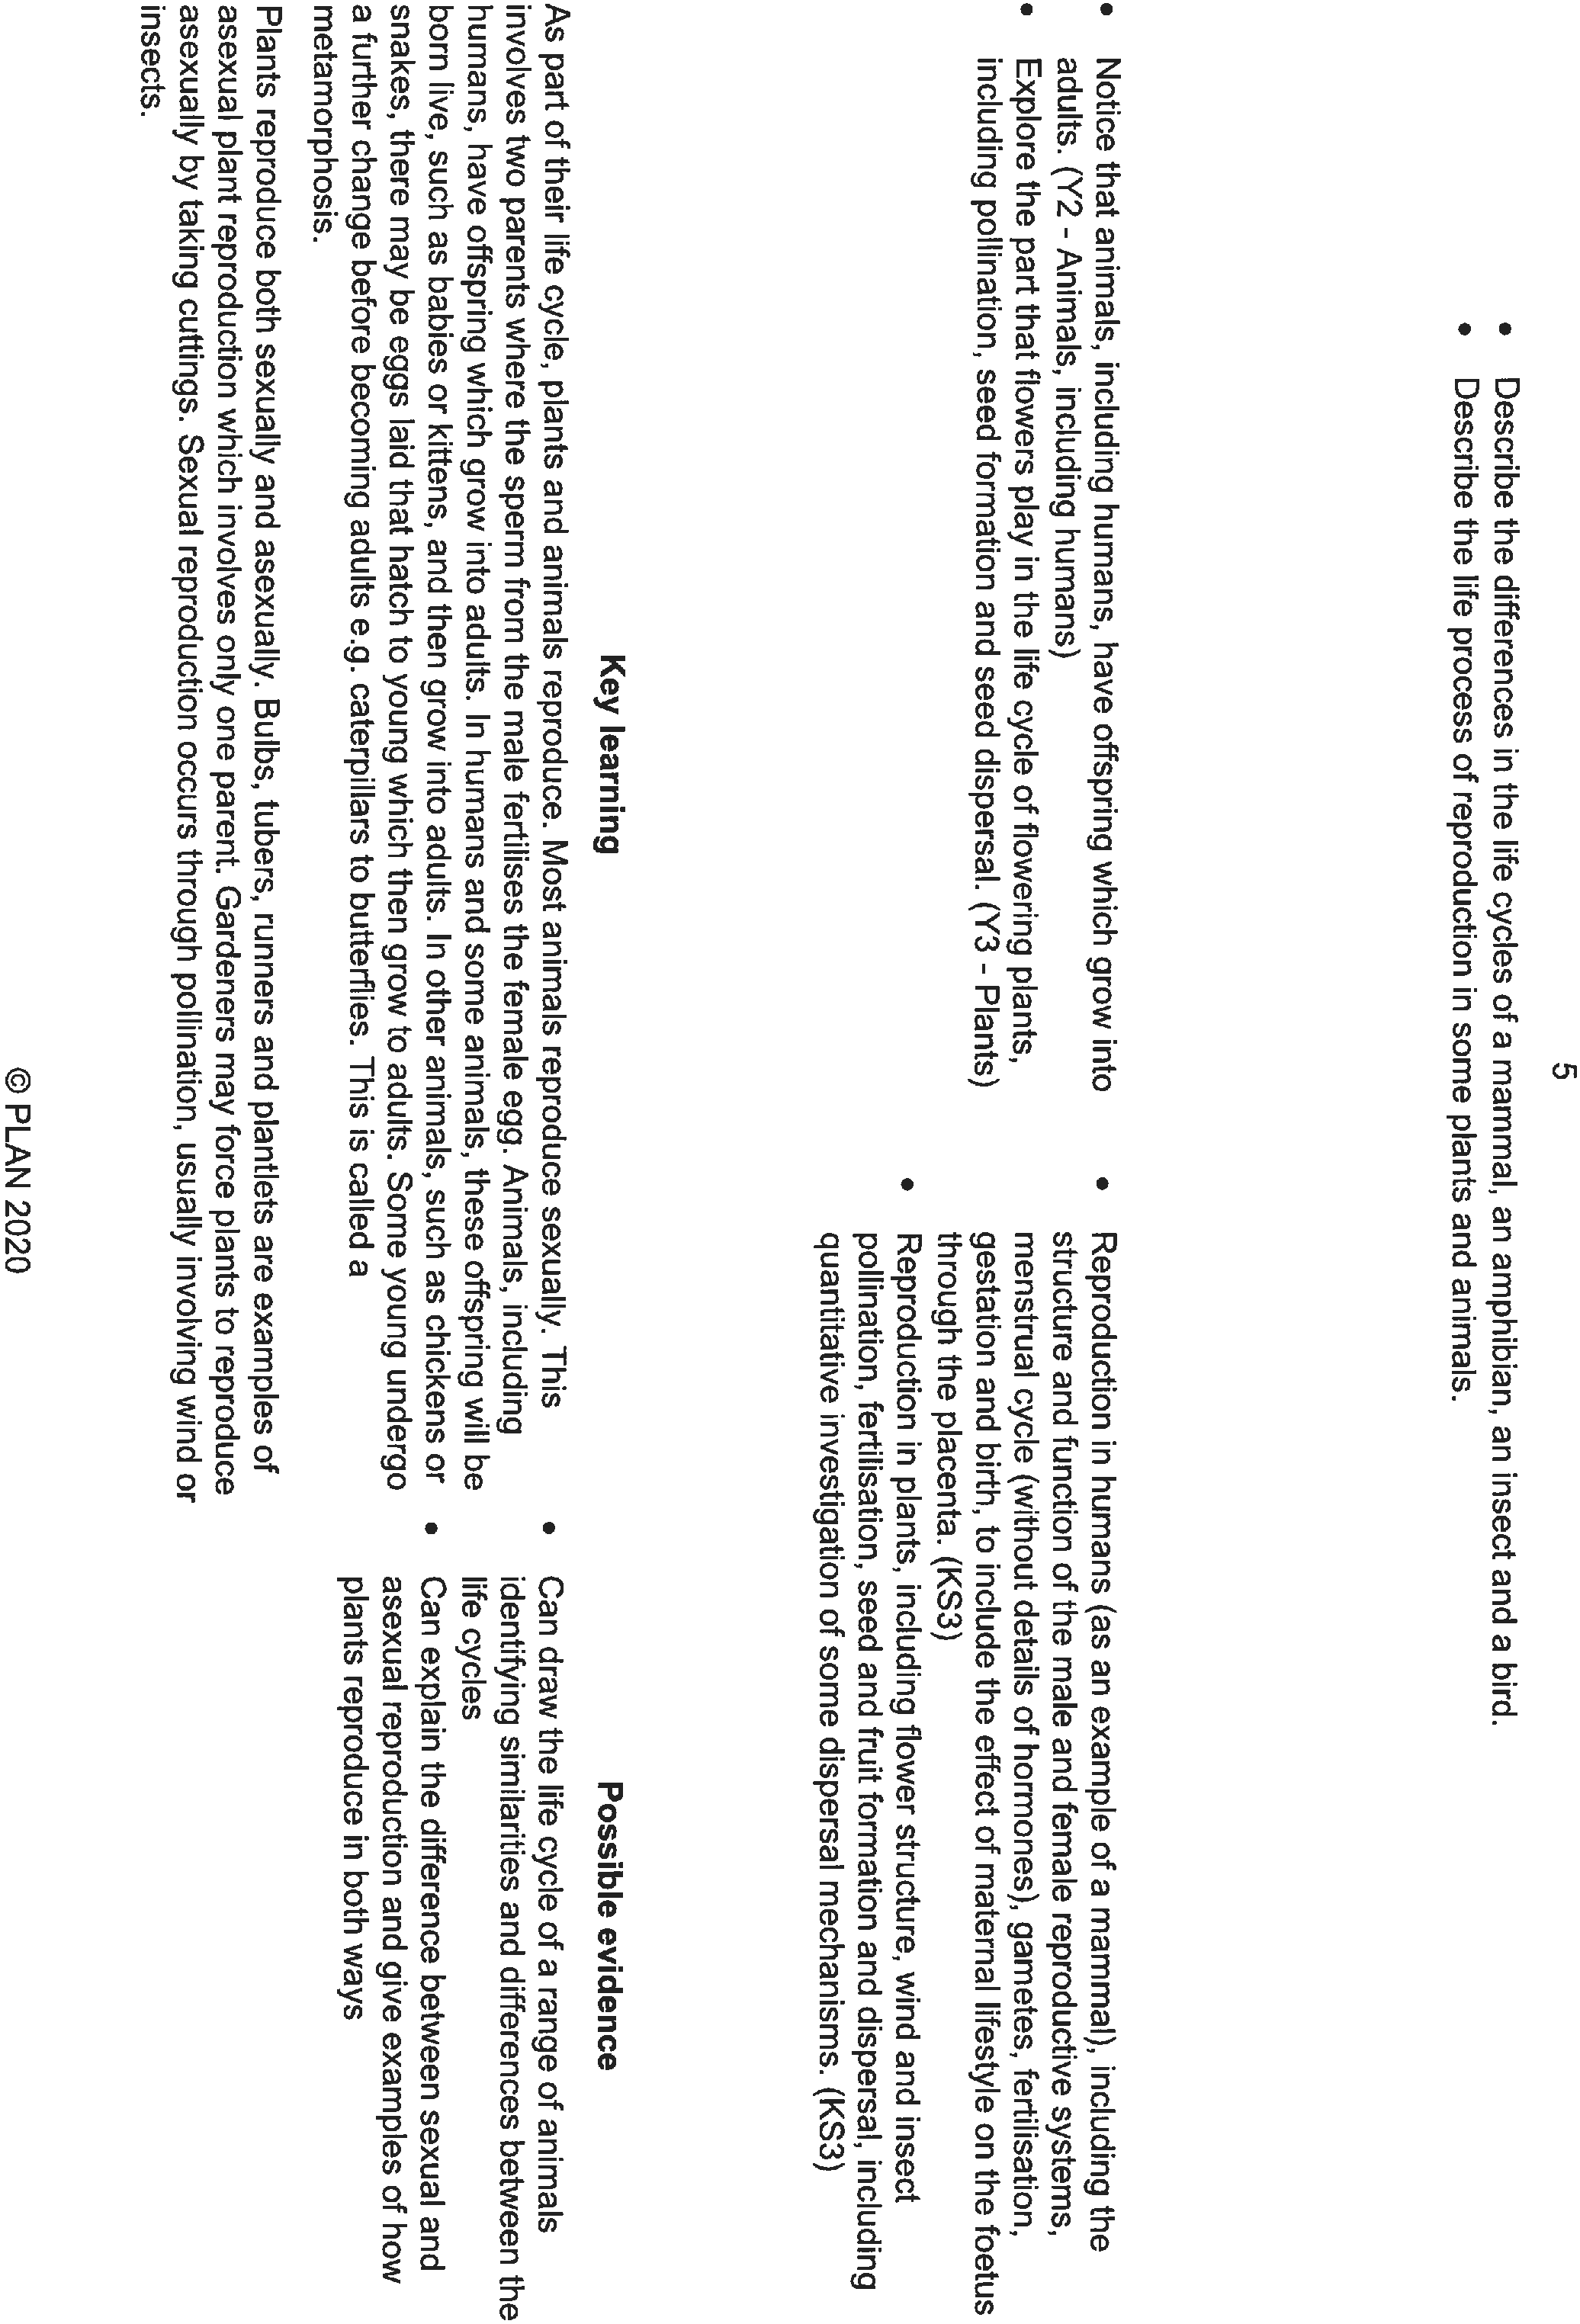 5
• Describe the differences in the life cycles of a mammal, an amphibian, an insect and a bird.
• Describe the life process of reproduction in some plants and animals.
• Notice that animals, including humans, have offspring which grow into
adults. (Y2 - Animals, including humans)
• Explore the part that flowers play in the life cycle of flowering plants,
including pollination, seed formation and seed dispersal. (Y3 - Plants)
• Reproduction in humans (as an example of a mammal), including the
structure and function of the male and female reproductive systems,
menstrual cycle (without details of hormones), gametes, fertilisation,
gestation and birth, to include the effect of maternal lifestyle on the foetus
through the placenta. (KS3)
• Reproduction in plants, including flower structure, wind and insect
pollination, fertilisation, seed and fruit formation and dispersal, including
quantitative investigation of some dispersal mechanisms. (KS3)
Key learning
As part of their life cycle, plants and animals reproduce. Most animals reproduce sexually. This
involves two parents where the sperm from the male fertilises the female egg. Animals, including
humans, have offspring which grow into adults. In humans and some animals, these offspring will be
born live, such as babies or kittens, and then grow into adults. In other animals, such as chickens or
snakes, there may be eggs laid that hatch to young which then grow to adults. Some young undergo
a further change before becoming adults e.g. caterpillars to butterflies. This is called a
metamorphosis.
Plants reproduce both sexually and asexually. Bulbs, tubers, runners and plantlets are examples of
asexual plant reproduction which involves only one parent. Gardeners may force plants to reproduce
asexually by taking cuttings. Sexual reproduction occurs through pollination, usually involving wind or
insects.
Possible evidence
• Can draw the life cycle of a range of animals
identifying similarities and differences between the
life cycles
• Can explain the difference between sexual and
asexual reproduction and give examples of how
plants reproduce in both ways
© PLAN 2020